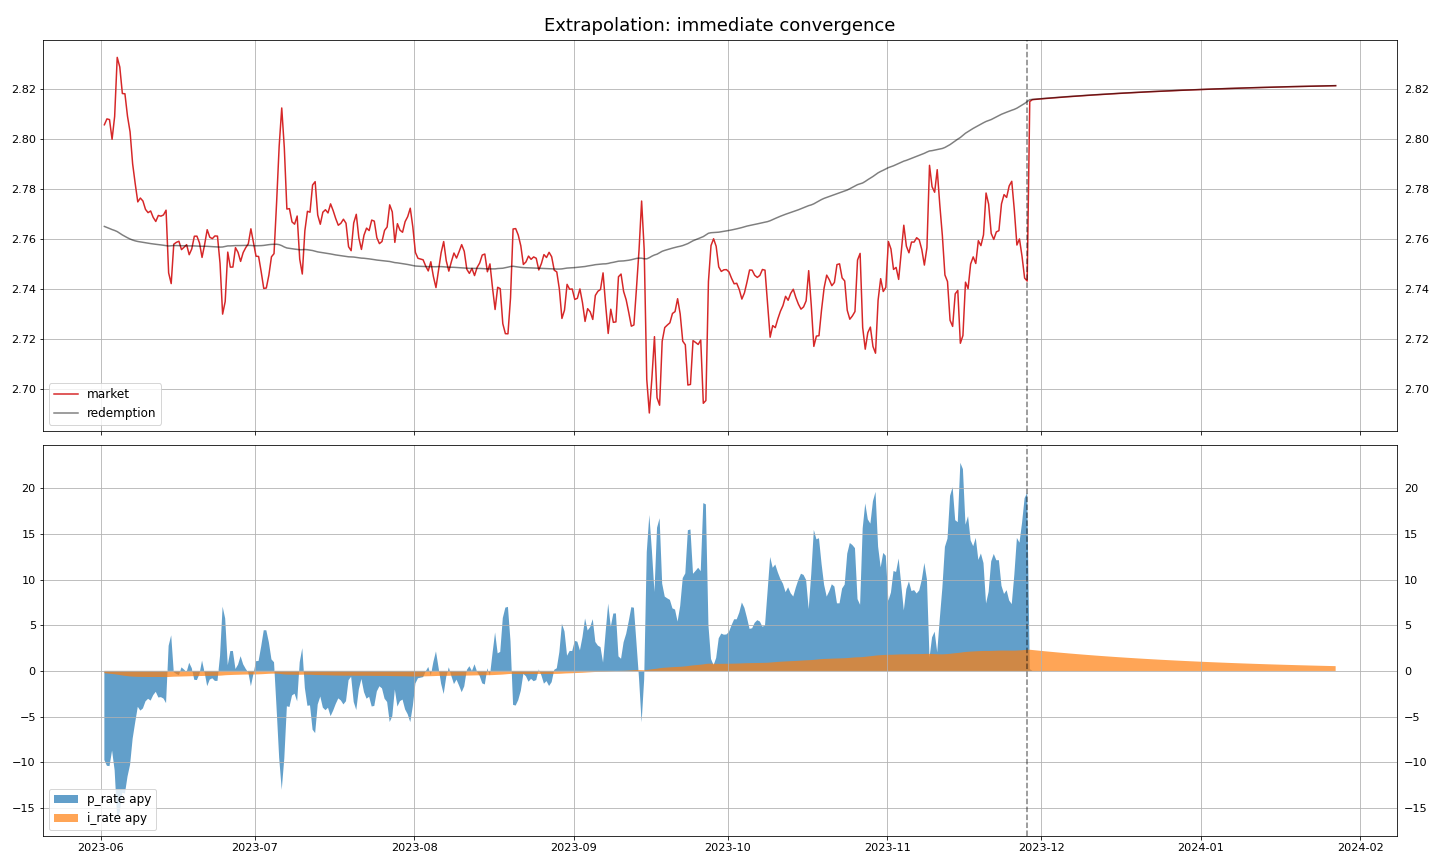 Extrapolation: immediate convergence
2.82 2.82
2.80 2.80
2.78 2.78
2.76 2.76
2.74 2.74
2.72 2.72
2.70 2.70
market
redemption
20 20
15 15
10 10
5 5
0 0
−5 −5
−10 −10
−15 −15
p_rate apy
i_rate apy
2023-06 2023-07 2023-08 2023-09 2023-10 2023-11 2023-12 2024-01 2024-02